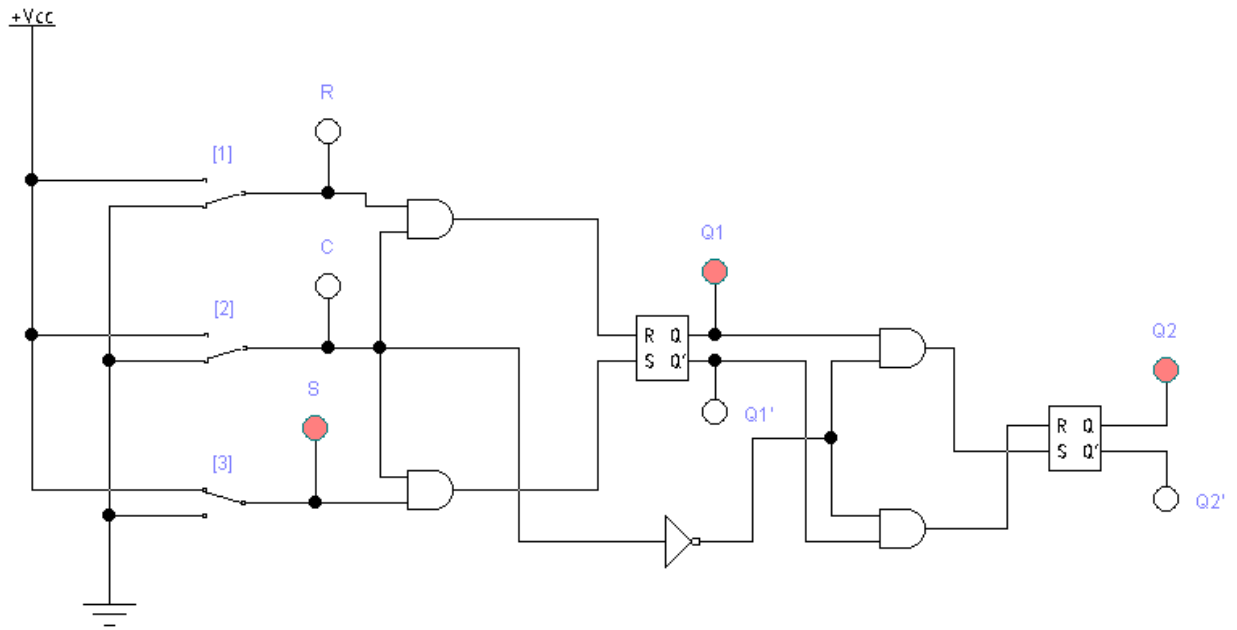 +Vcc
R
[1]
C
[2]
S
[3]
R Q
S Q'
Q1
Q1'
R Q
S Q'
Q2
Q2'